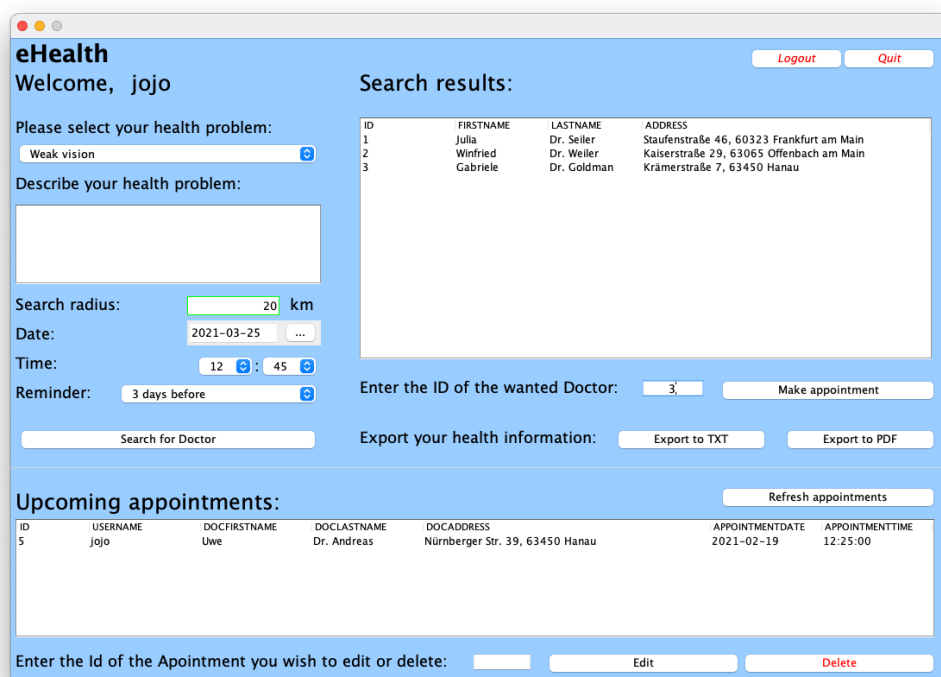 eHealth
Logout Quit
Welcome, jojo
Search results:
Please select your health problem:
Weak vision
Describe your health problem:
ID FIRSTNAME LASTNAME ADDRESS
1 Julia Dr. Seiler Staufenstraße 46, 60323 Frankfurt am Main
2 Winfried Dr. Weiler Kaiserstraße 29, 63065 Offenbach am Main
3 Gabriele Dr. Goldman Krämerstraße 7, 63450 Hanau
Search radius: 20 km
Date: 2021-03-25 ...
Time: 12 : 45
Reminder: 3 days before
Search for Doctor
Enter the ID of the wanted Doctor: 3 Make appointment
Export your health information: Export to TXT Export to PDF
Upcoming appointments:
Refresh appointments
ID USERNAME DOCFIRSTNAME DOCLASTNAME DOCADDRESS APPOINTMENTDATE APPOINTMENTTIME
5 jojo Uwe Dr. Andreas Nürnberger Str. 39, 63450 Hanau 2021-02-19 12:25:00
Enter the Id of the Apointment you wish to edit or delete: Edit Delete